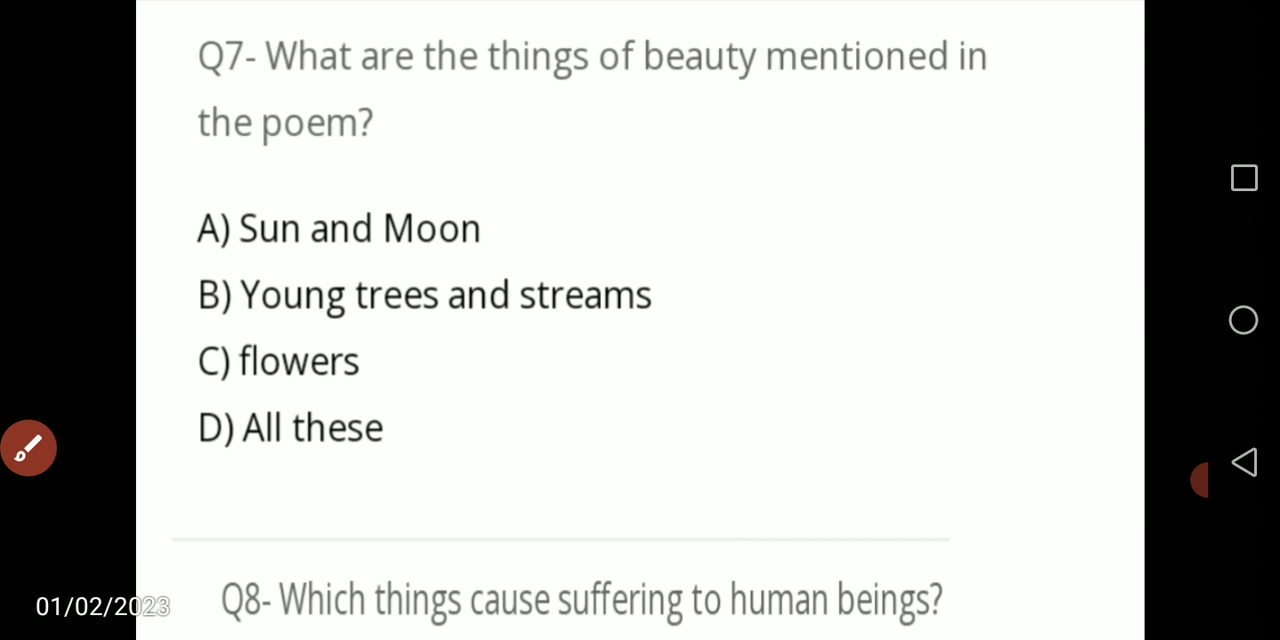 Q7- What are the things of beauty mentioned in
the poem?
A) Sun and Moon
B) Young trees and streams
C) flowers
D) All these
Q8- Which things cause suffering to human beings?
01/02/2023